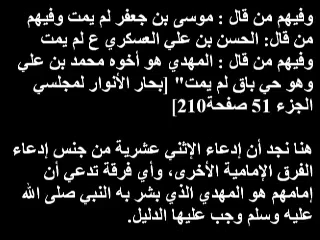 وفيهم من قال : موسى بن جعفر لم يمت وفيهم
من قال: الحسن بن علي العسكري ع لم يمت
وفيهم من قال : المهدي هو أخوه محمد بن علي
وهو حي باق لم يمت" [بحار الأنوار لمجلسي
الجزء 51 صفحة210]
هنا نجد أن إدعاء الإثني عشرية من جنس إدعاء
الفرق الإمامية الأخرى، وأي فرقة تدعي أن
إمامهم هو المهدي الذي بشر به النبي صلى الله
عليه وسلم وجب عليها الدليل.